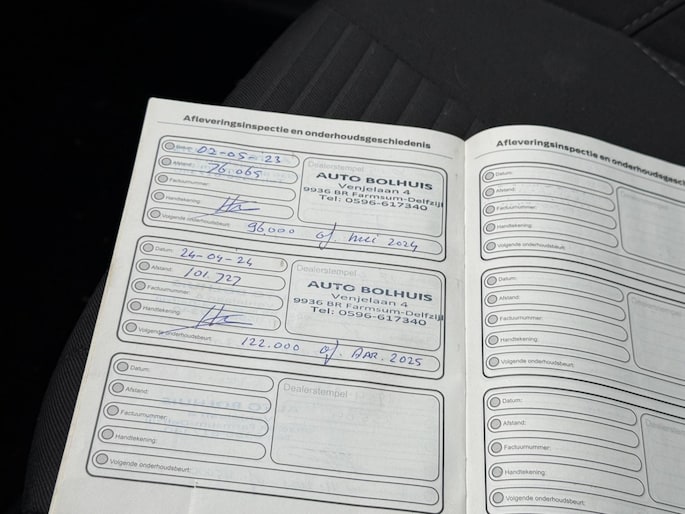 Afleveringsinspectie en onderhoudsgeschiedenis
Datum: 02-05-23
Afstand: 76.065
Factuurnummer:
Handtekening:
Volgende onderhoudsbeurt: 96.000 of Mei 2024
Dealerstempel
AUTO BOLHUIS
Venjelaan 4
9936 BR Farmsum-Delfzijl
Tel: 0596-617340
Datum: 24-04-24
Afstand: 101.727
Factuurnummer:
Handtekening:
Volgende onderhoudsbeurt: 122.000 of. Apr. 2025
Dealerstempel
AUTO BOLHUIS
Venjelaan 4
9936 BR Farmsum-Delfzijl
Tel: 0596-617340
Datum:
Afstand:
Factuurnummer:
Handtekening:
Volgende onderhoudsbeurt:
Dealerstempel
Afleveringsinspectie en onderhoudsgeschied
Datum:
Afstand:
Factuurnummer:
Handtekening:
Volgende onderhoudsbeurt:
Datum:
Afstand:
Factuurnummer:
Handtekening:
Volgende onderhoudsbeurt:
Datum:
Afstand:
Factuurnummer:
Handtekening:
Volgende onderhoudsbeurt: